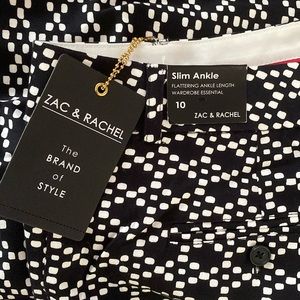 ZAC & RACHEL
The
BRAND
of
STYLE
Slim Ankle
FLATTERING ANKLE LENGTH
WARDROBE ESSENTIAL
10
ZAC & RACHEL